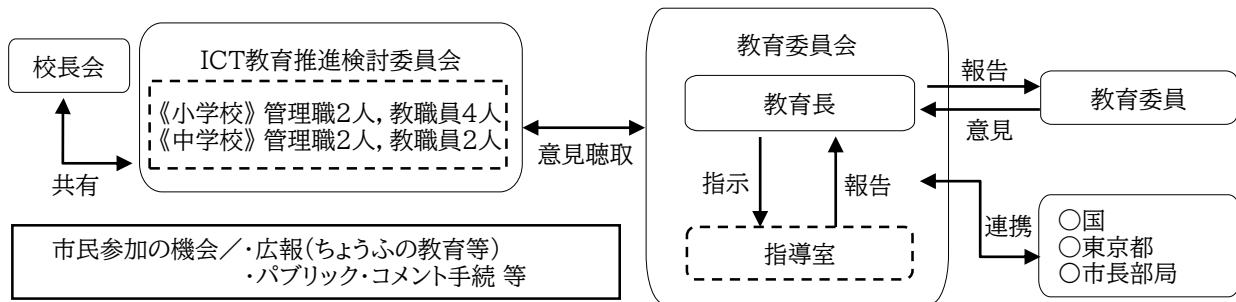 校長会
共有
ICT教育推進検討委員会
《小学校》 管理職2人，教職員4人
《中学校》 管理職2人，教職員2人
意見聴取
教育委員会
教育長
指示
報告
指導室
報告
意見
教育委員
連携
○国
○東京都
○市長部局
市民参加の機会／・広報（ちょうふの教育等）
・パブリック・コメント手続 等